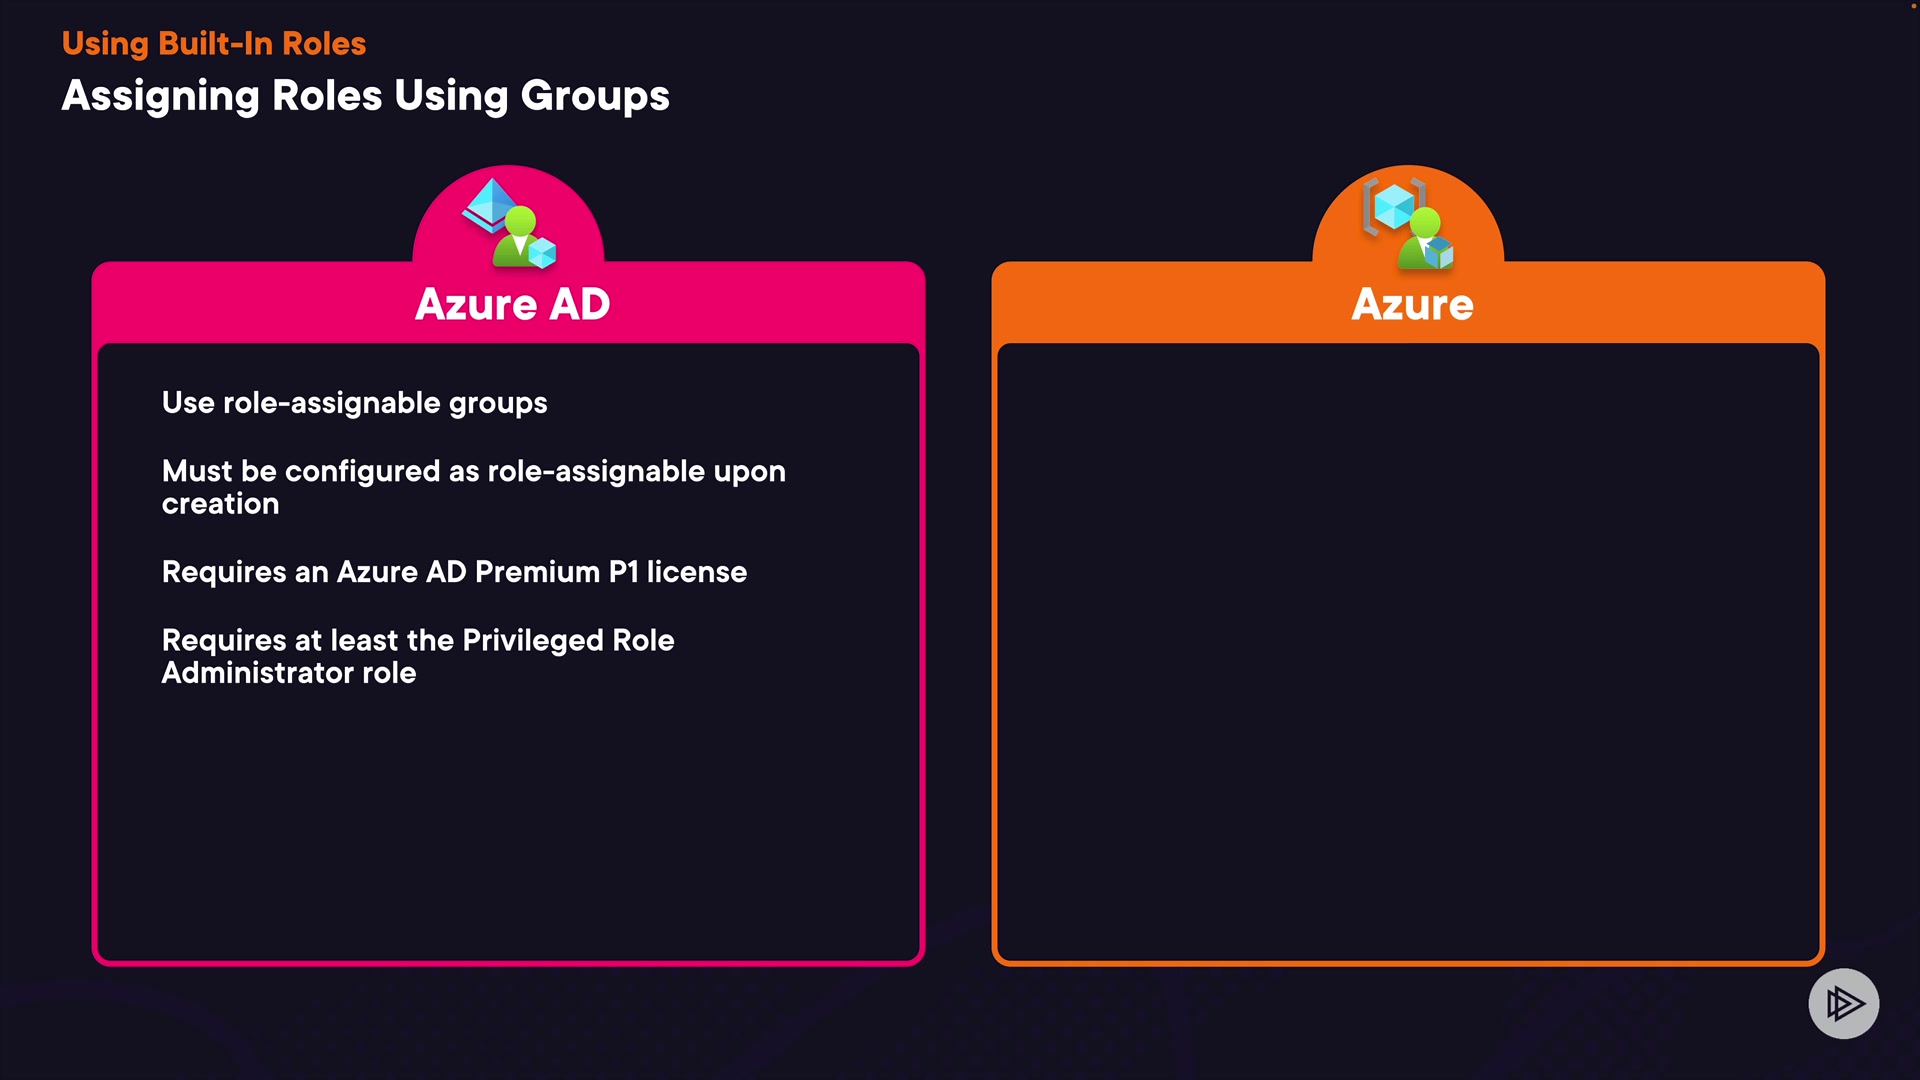 Using Built-In Roles
Assigning Roles Using Groups
Azure AD
Use role-assignable groups
Must be configured as role-assignable upon
creation
Requires an Azure AD Premium P1 license
Requires at least the Privileged Role
Administrator role
Azure